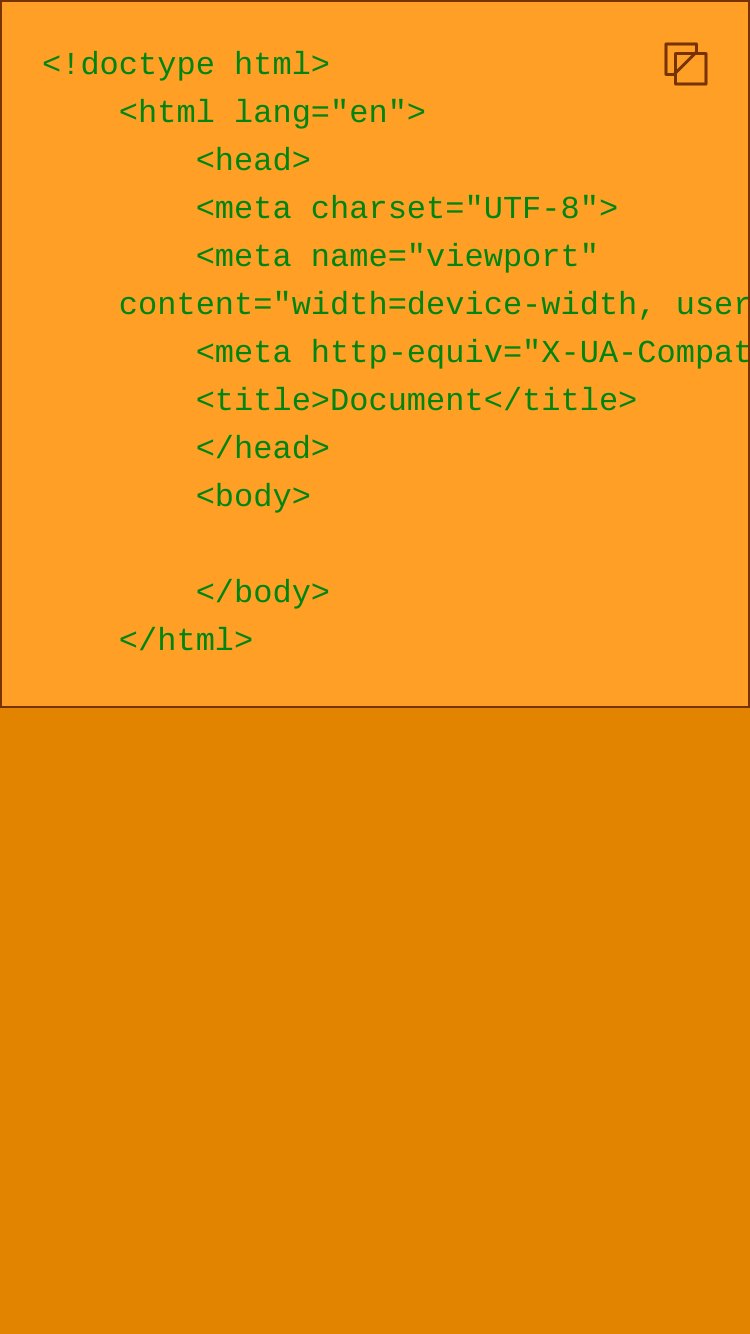 <!doctype html>
<html lang="en">
<head>
<meta charset="UTF-8">
<meta name="viewport"
content="width=device-width, user
<meta http-equiv="X-UA-Compat
<title>Document</title>
</head>
<body>
</body>
</html>